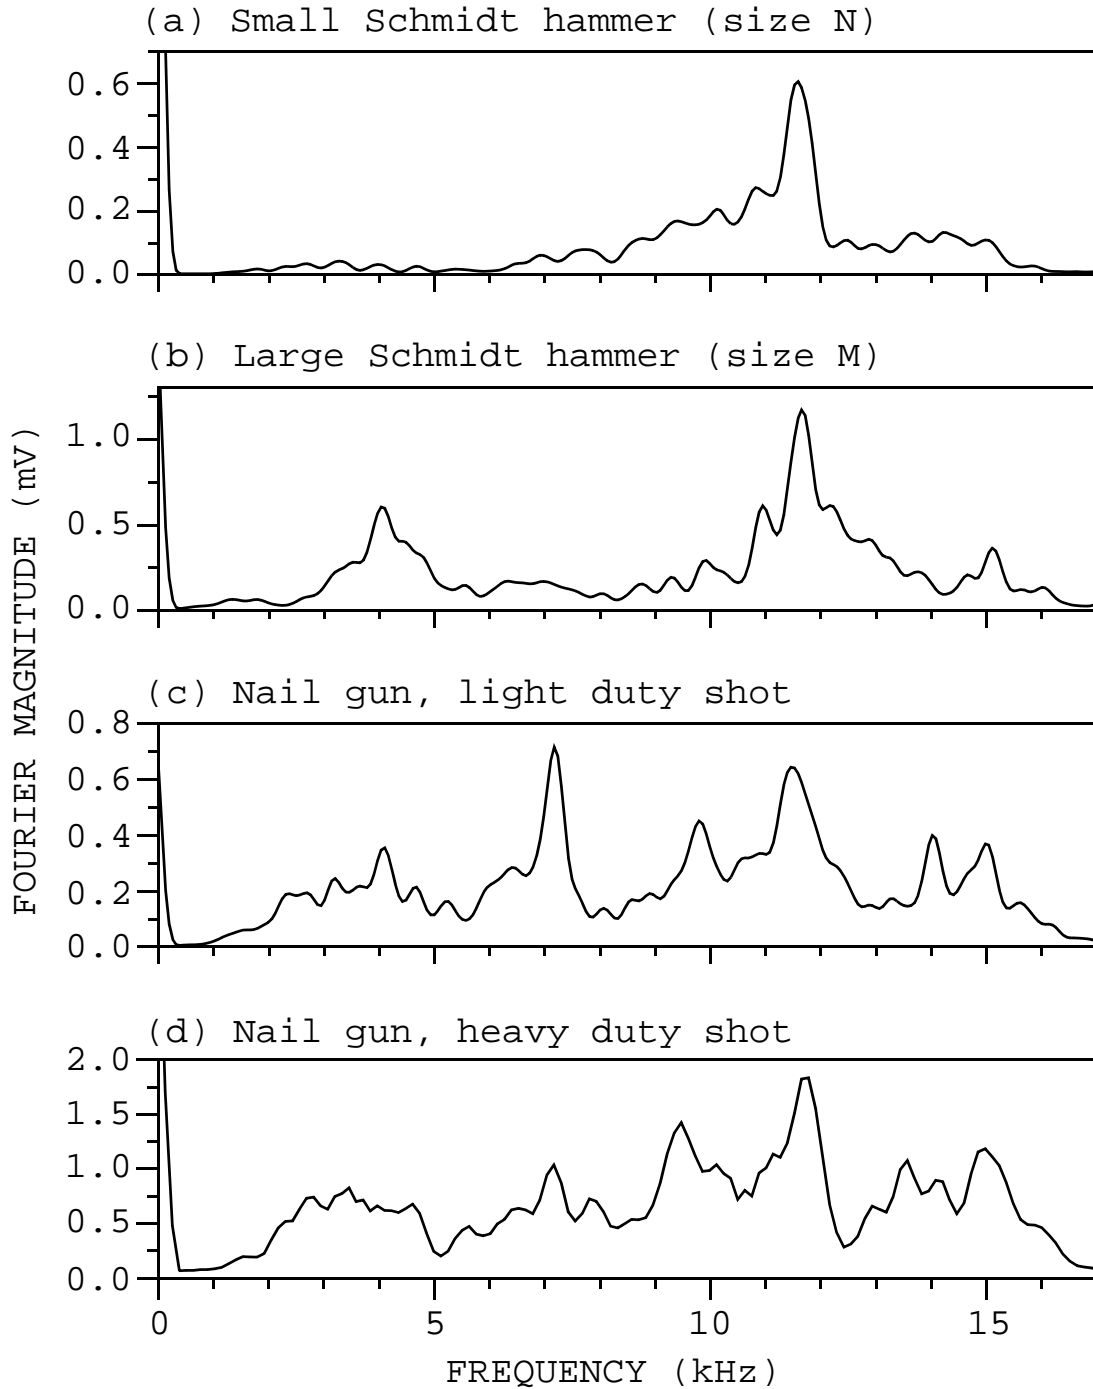 (a) Small Schmidt hammer (size N)
0.6
0.4
0.2
0.0
(b) Large Schmidt hammer (size M)
1.0
0.5
0.0
FOURIER MAGNITUDE (mV)
(c) Nail gun, light duty shot
0.8
0.6
0.4
0.2
0.0
(d) Nail gun, heavy duty shot
2.0
1.5
1.0
0.5
0.0
0 5 10 15
FREQUENCY (kHz)